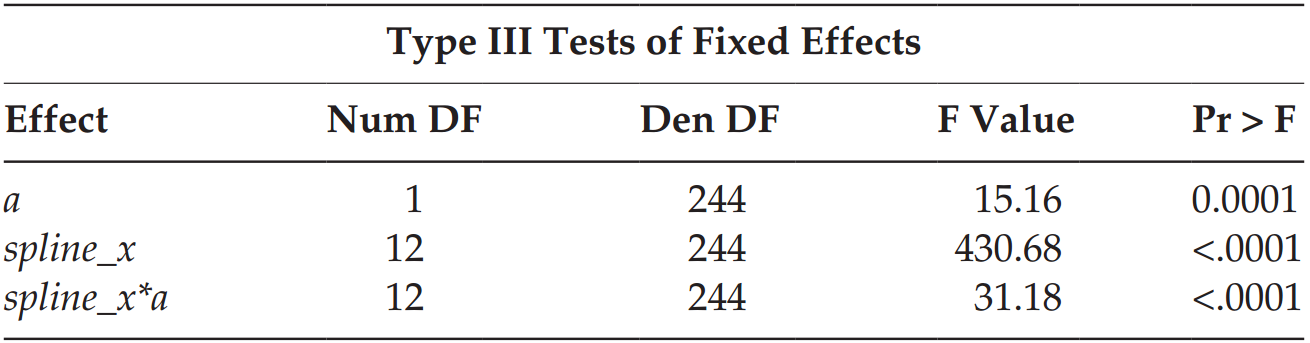 Type III Tests of Fixed Effects
Effect Num DF Den DF F Value Pr > F
a 1 244 15.16 0.0001
spline_x 12 244 430.68 <.0001
spline_x*a 12 244 31.18 <.0001